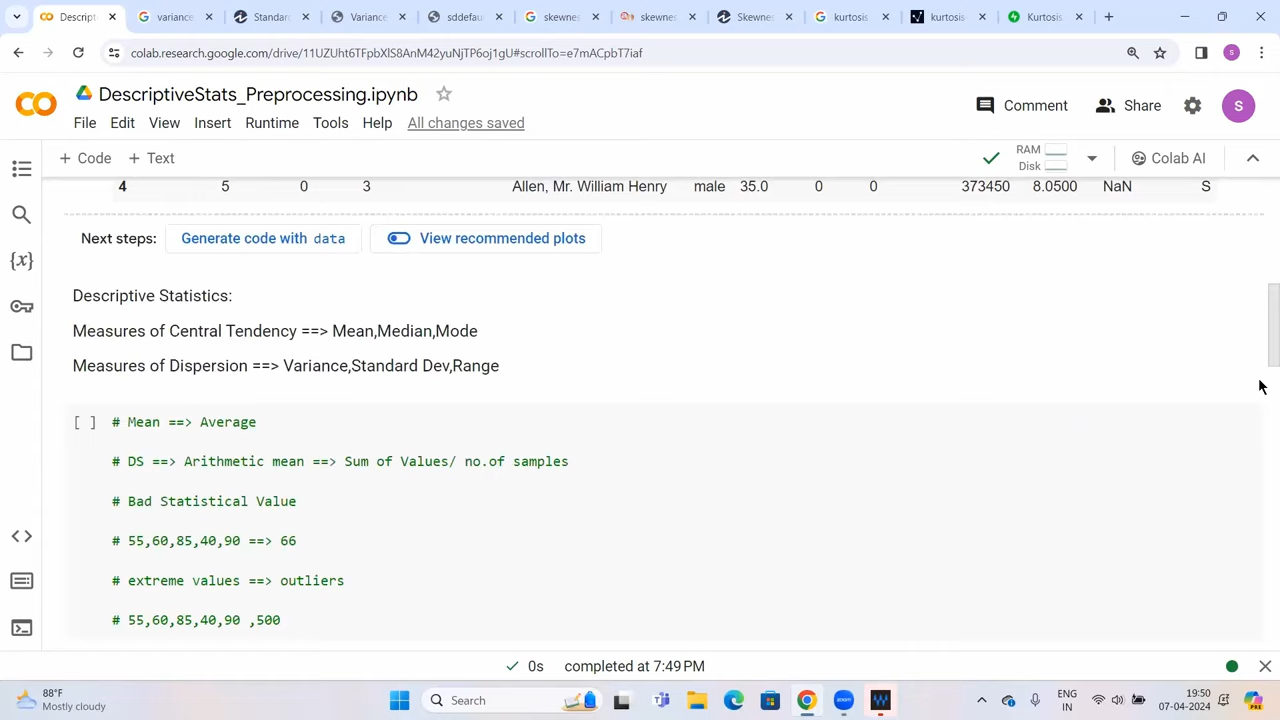 Descript
variance
Standar
Variance
sddefau
skewnes
skewnes
Skewne
kurtosis
kurtosis
Kurtosis
colab.research.google.com/drive/11UZUht6TFpbXlS8AnM42yuNjTP6oj1gU#scrollTo=e7mACpbT7iaf
S
DescriptiveStats_Preprocessing.ipynb
Comment
Share
S
File Edit View Insert Runtime Tools Help All changes saved
+ Code + Text
RAM
Disk
Colab AI
4 5 0 3 Allen, Mr. William Henry male 35.0 0 0 373450 8.0500 NaN S
Next steps: Generate code with data View recommended plots
Descriptive Statistics:
Measures of Central Tendency ==> Mean,Median,Mode
Measures of Dispersion ==> Variance,Standard Dev,Range
[ ] # Mean ==> Average
# DS ==> Arithmetic mean ==> Sum of Values/ no.of samples
# Bad Statistical Value
# 55,60,85,40,90 ==> 66
# extreme values ==> outliers
# 55,60,85,40,90 ,500
0s completed at 7:49 PM
88°F
Mostly cloudy
Search
ENG
IN
19:50
07-04-2024